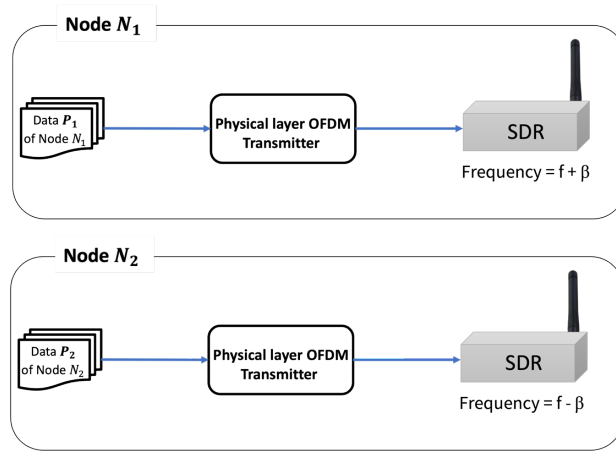 Node N₁
Data P₁
of Node N₁
Physical layer OFDM
Transmitter
SDR
Frequency = f + β
Node N₂
Data P₂
of Node N₂
Physical layer OFDM
Transmitter
SDR
Frequency = f - β